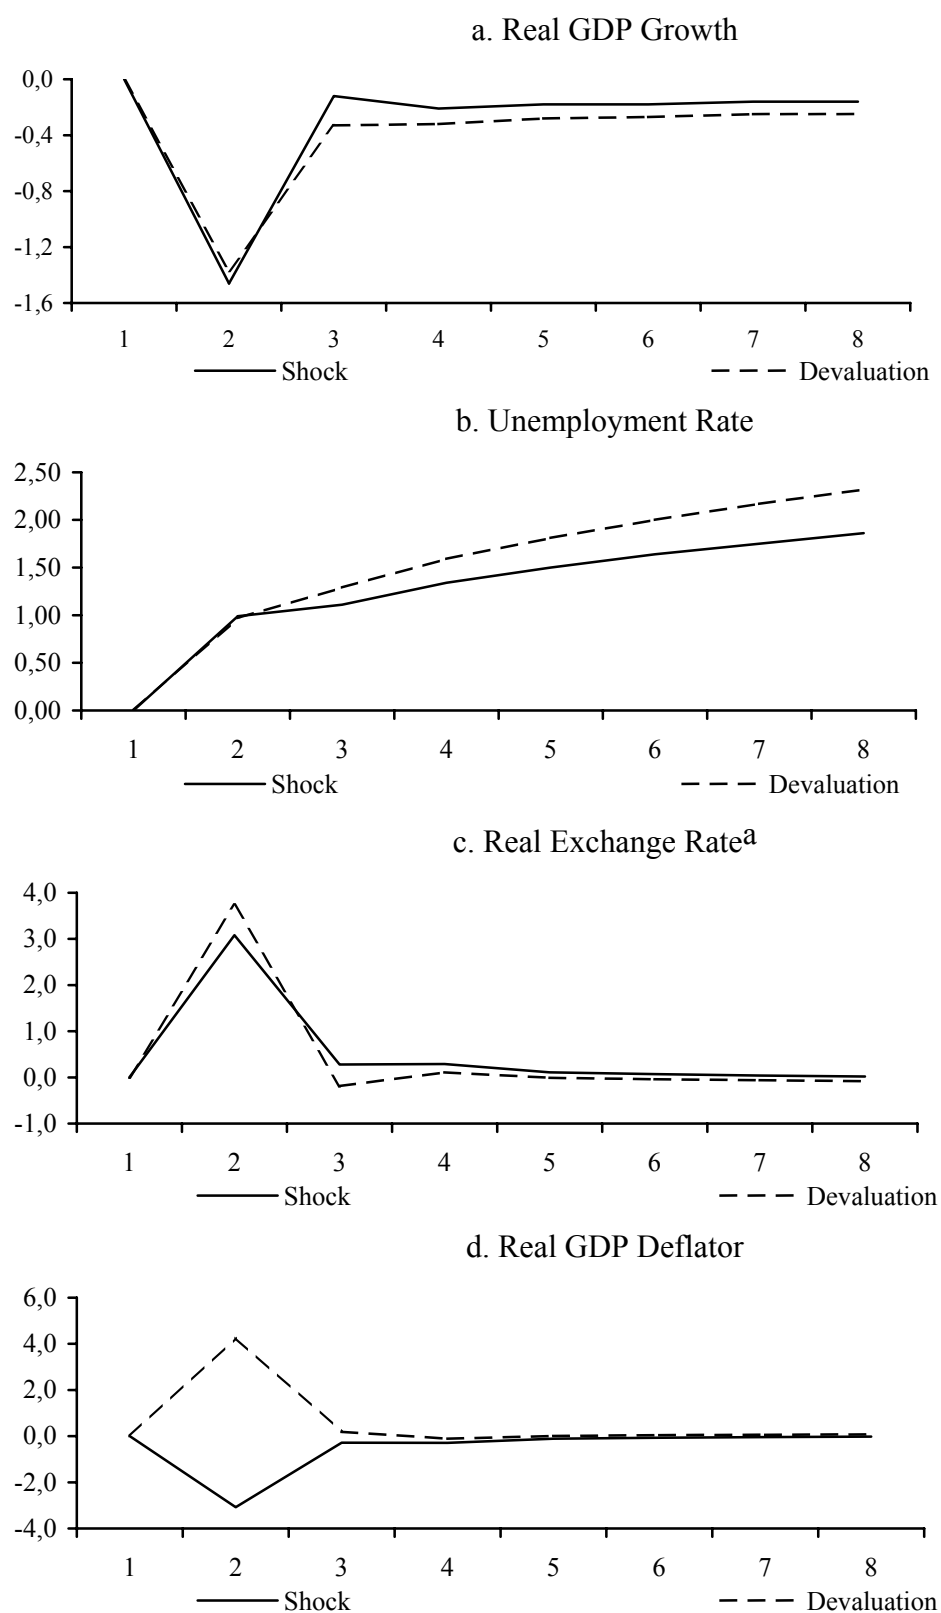 a. Real GDP Growth
0,0
-0,4
-0,8
-1,2
-1,6
1 2 3 4 5 6 7 8
Shock Devaluation
b. Unemployment Rate
2,50
2,00
1,50
1,00
0,50
0,00
1 2 3 4 5 6 7 8
Shock Devaluation
c. Real Exchange Rateᵃ
4,0
3,0
2,0
1,0
0,0
-1,0
1 2 3 4 5 6 7 8
Shock Devaluation
d. Real GDP Deflator
6,0
4,0
2,0
0,0
-2,0
-4,0
1 2 3 4 5 6 7 8
Shock Devaluation